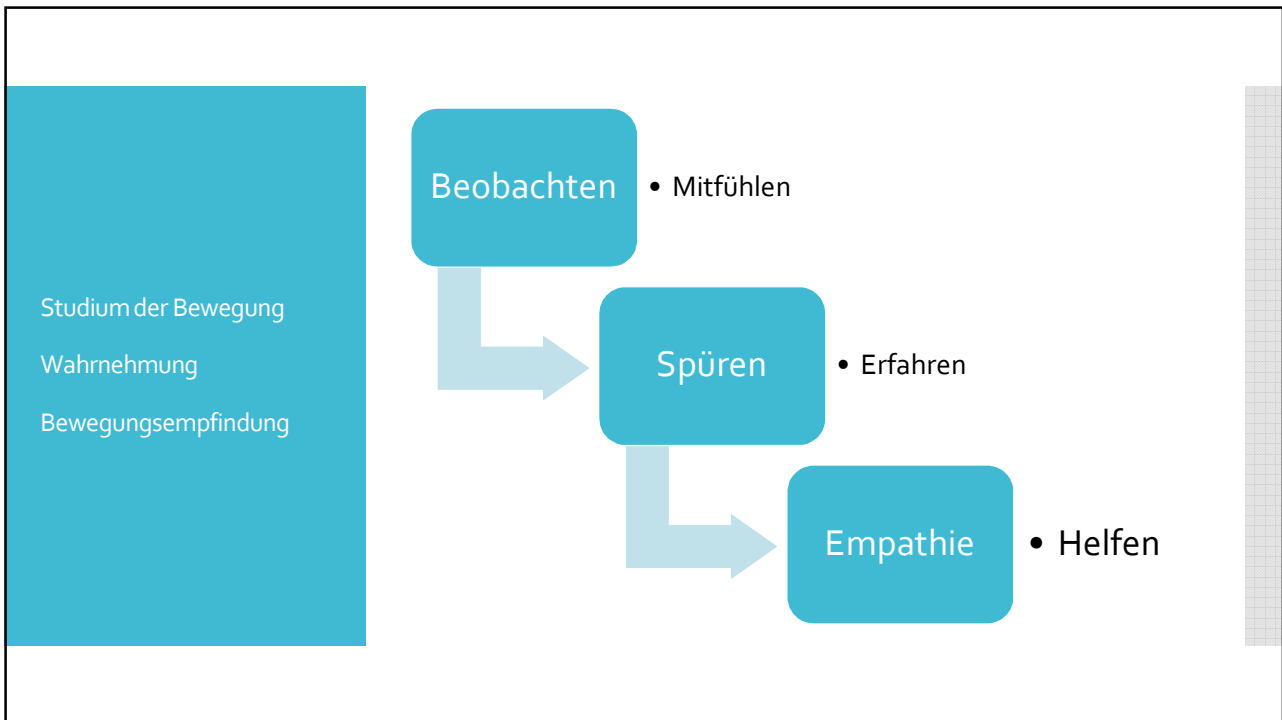 Studium der Bewegung
Wahrnehmung
Bewegungsempfindung
Beobachten
• Mitfühlen
Spüren
• Erfahren
Empathie
• Helfen